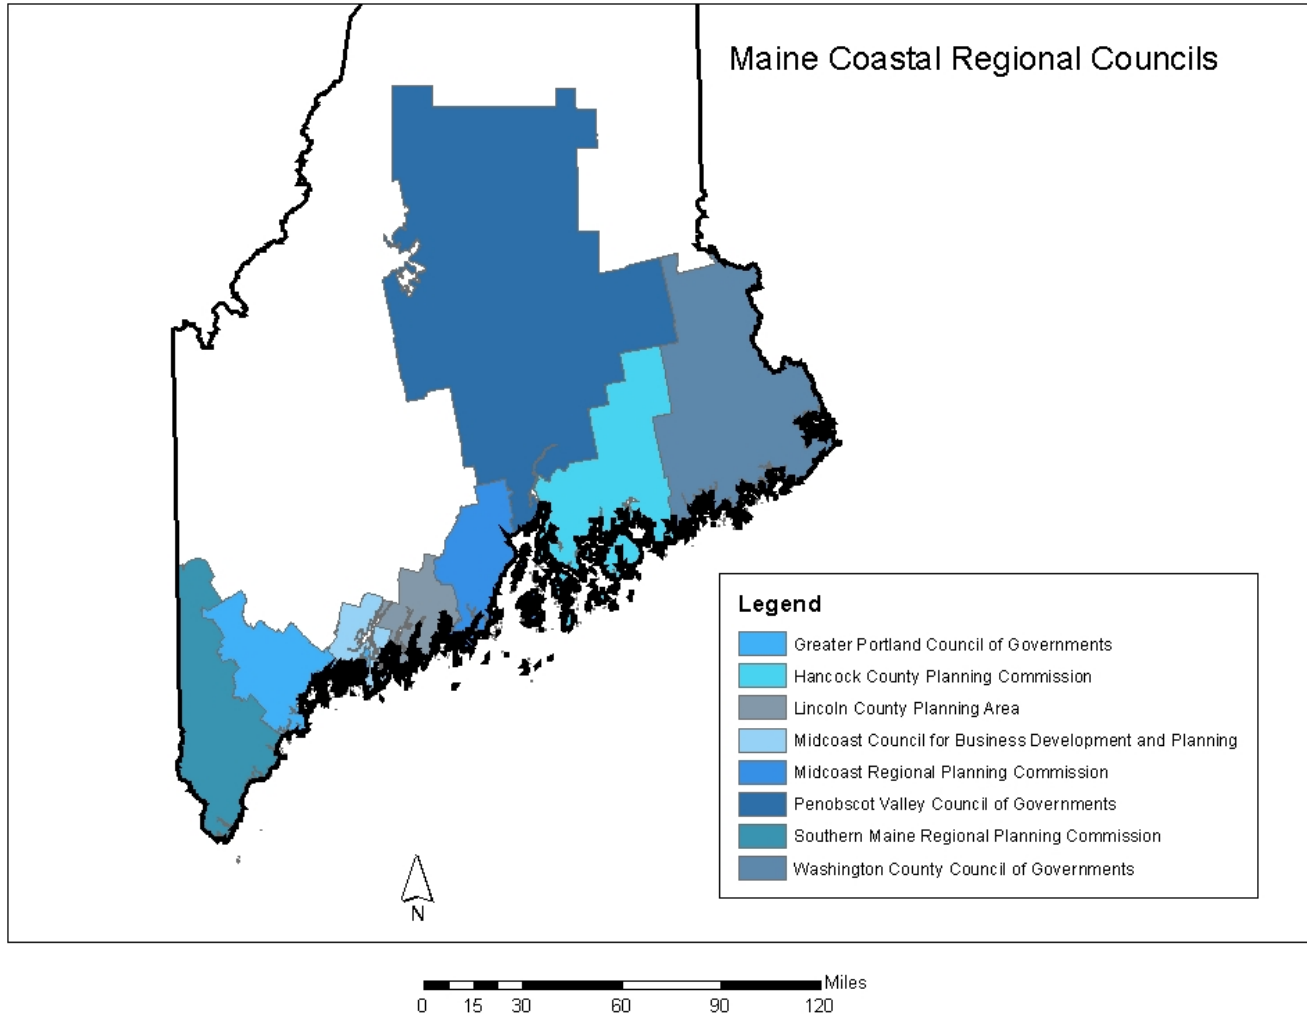 Maine Coastal Regional Councils
Legend
Greater Portland Council of Governments
Hancock County Planning Commission
Lincoln County Planning Area
Midcoast Council for Business Development and Planning
Midcoast Regional Planning Commission
Penobscot Valley Council of Governments
Southern Maine Regional Planning Commission
Washington County Council of Governments
N
Miles
0 15 30 60 90 120